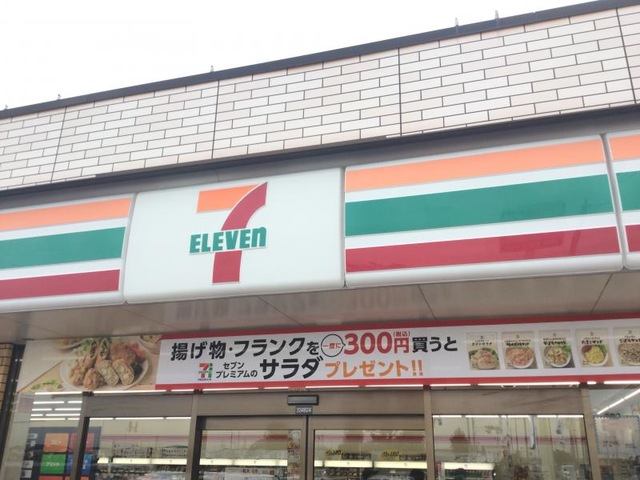 7
ELEVEn
揚げ物・フランクを一度に300円(税込)買うと
セブン
プレミアムの
サラダプレゼント!!